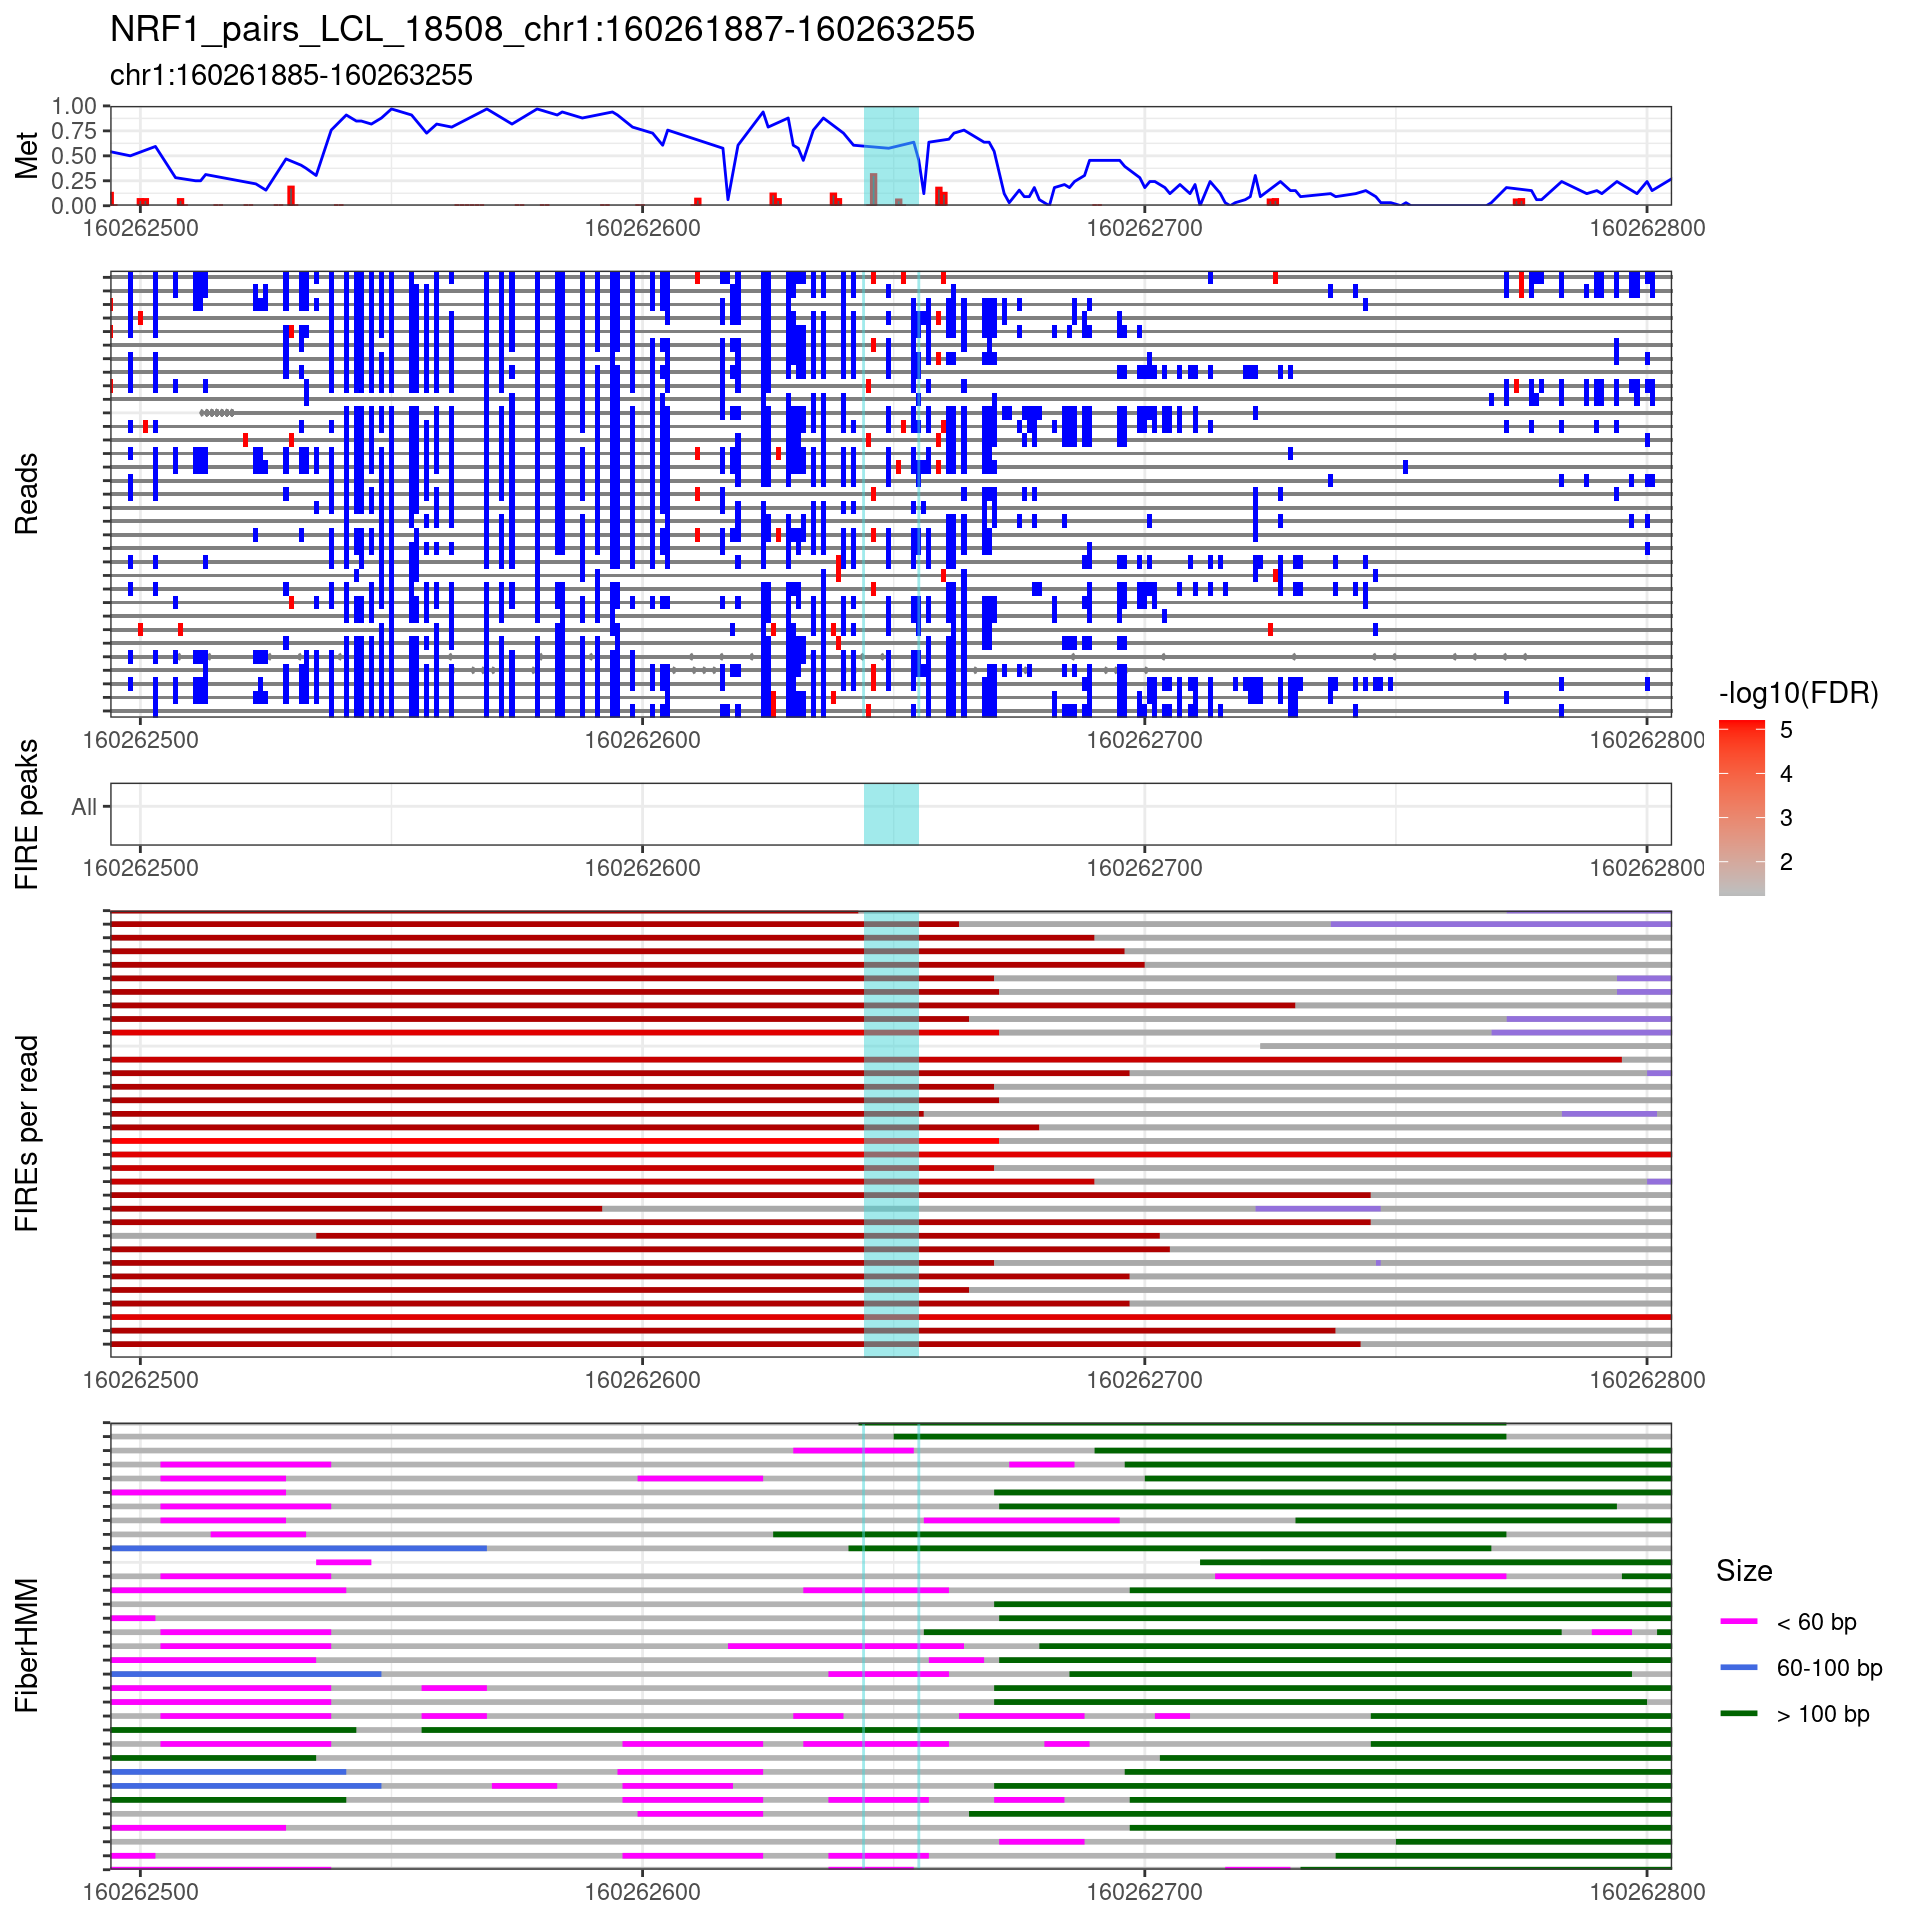 NRF1_pairs_LCL_18508_chr1:160261887-160263255
chr1:160261885-160263255
Met
1.00
0.75
0.50
0.25
0.00
160262500 160262600 160262700 160262800
Reads
160262500 160262600 160262700 160262800
FIRE peaks
All
160262500 160262600 160262700 160262800
-log10(FDR)
5
4
3
2
FIREs per read
160262500 160262600 160262700 160262800
FiberHMM
160262500 160262600 160262700 160262800
Size
< 60 bp
60-100 bp
> 100 bp